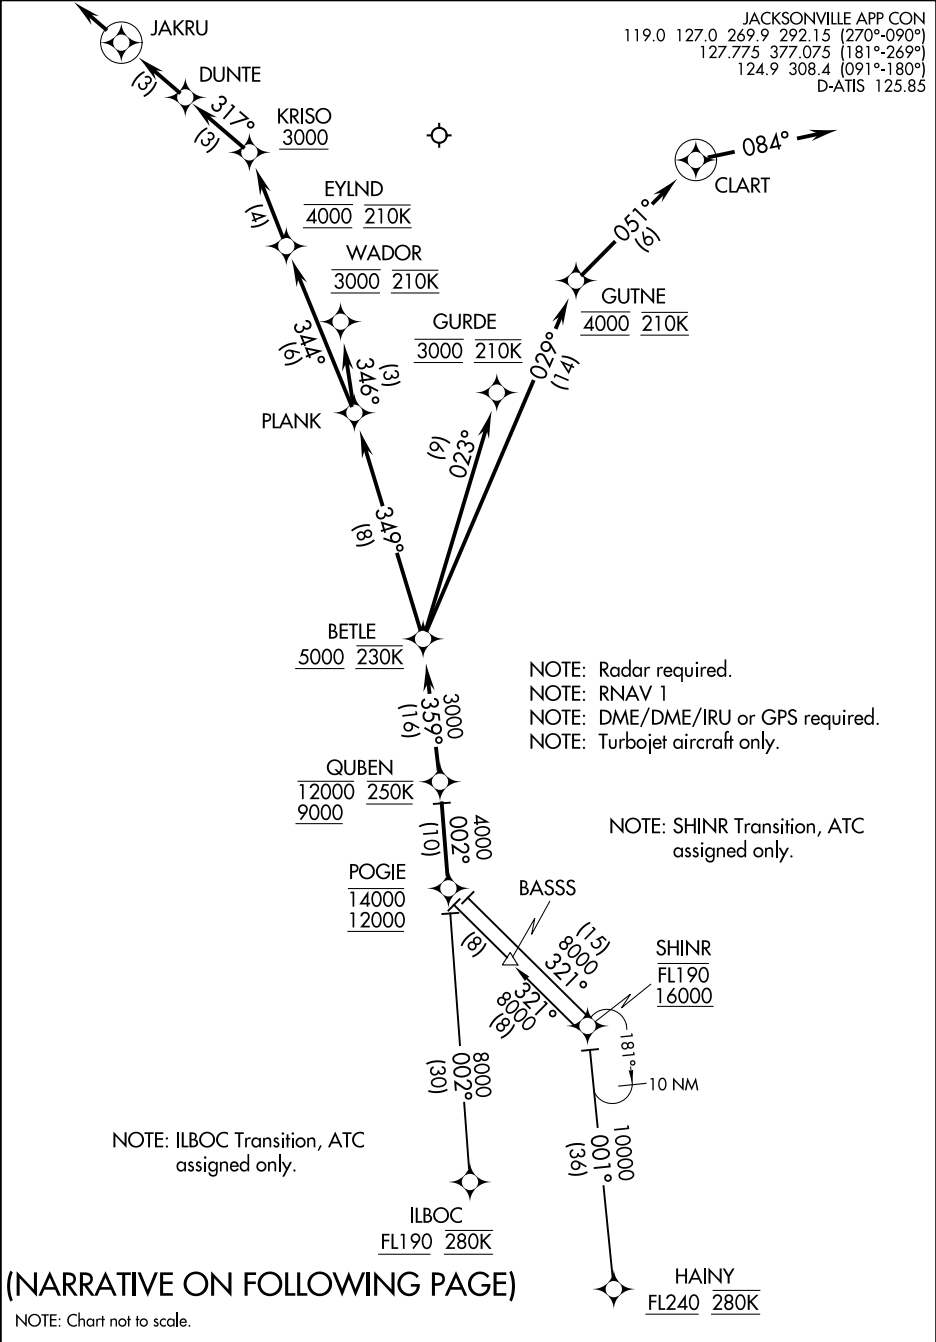 JACKSONVILLE APP CON
119.0 127.0 269.9 292.15 (270°-090°)
127.775 377.075 (181°-269°)
124.9 308.4 (091°-180°)
D-ATIS 125.85
JAKRU
(3)
DUNTE
317°
(3)
KRISO
3000
(4)
EYLND
4000 210K
WADOR
3000 210K
344°
(6)
346°
(3)
PLANK
GURDE
3000 210K
023°
(9)
CLART
084°
051°
(6)
GUTNE
4000 210K
029°
(14)
349°
(8)
BETLE
5000 230K
3000
359°
(16)
NOTE: Radar required.
NOTE: RNAV 1
NOTE: DME/DME/IRU or GPS required.
NOTE: Turbojet aircraft only.
QUBEN
12000 250K
9000
4000
002°
(10)
NOTE: SHINR Transition, ATC
assigned only.
POGIE
14000
12000
BASSS
(8)
(15)
8000
321°
321°
8000
(8)
SHINR
FL190
16000
181°
10 NM
8000
002°
(30)
10000
001°
(36)
NOTE: ILBOC Transition, ATC
assigned only.
ILBOC
FL190 280K
HAINY
FL240 280K
(NARRATIVE ON FOLLOWING PAGE)
NOTE: Chart not to scale.